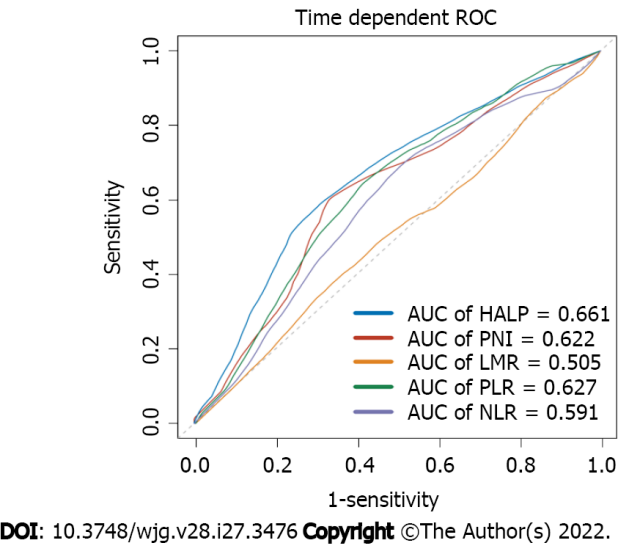 Time dependent ROC
Sensitivity
1.0
0.8
0.6
0.4
0.2
0.0
AUC of HALP = 0.661
AUC of PNI = 0.622
AUC of LMR = 0.505
AUC of PLR = 0.627
AUC of NLR = 0.591
0.0 0.2 0.4 0.6 0.8 1.0
1-sensitivity
DOI: 10.3748/wjg.v28.i27.3476 Copyright ©The Author(s) 2022.